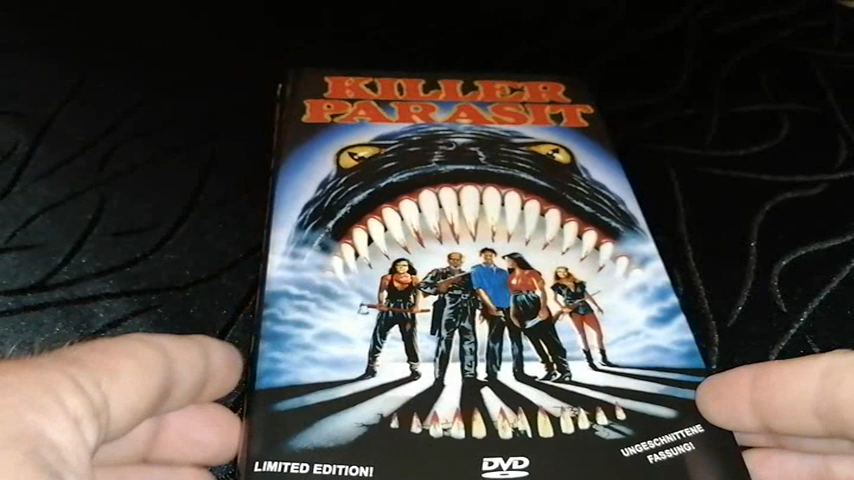 KILLER
PARASIT
LIMITED EDITION!
DVD
UNGESCHNITTENE
FASSUNG!